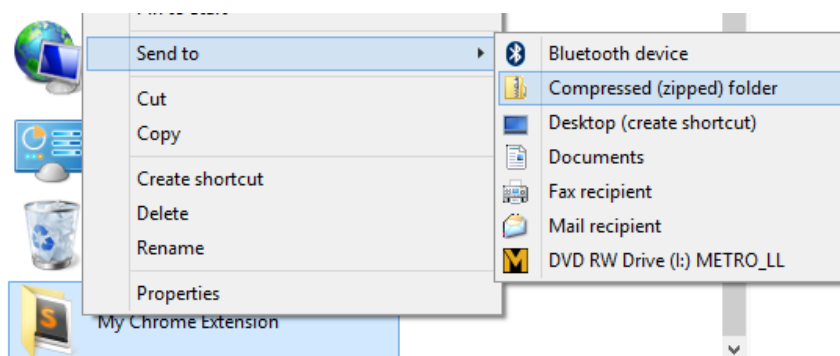 Send to
Cut
Copy
Create shortcut
Delete
Rename
Properties
My Chrome Extension
Bluetooth device
Compressed (zipped) folder
Desktop (create shortcut)
Documents
Fax recipient
Mail recipient
DVD RW Drive (I:) METRO_LL